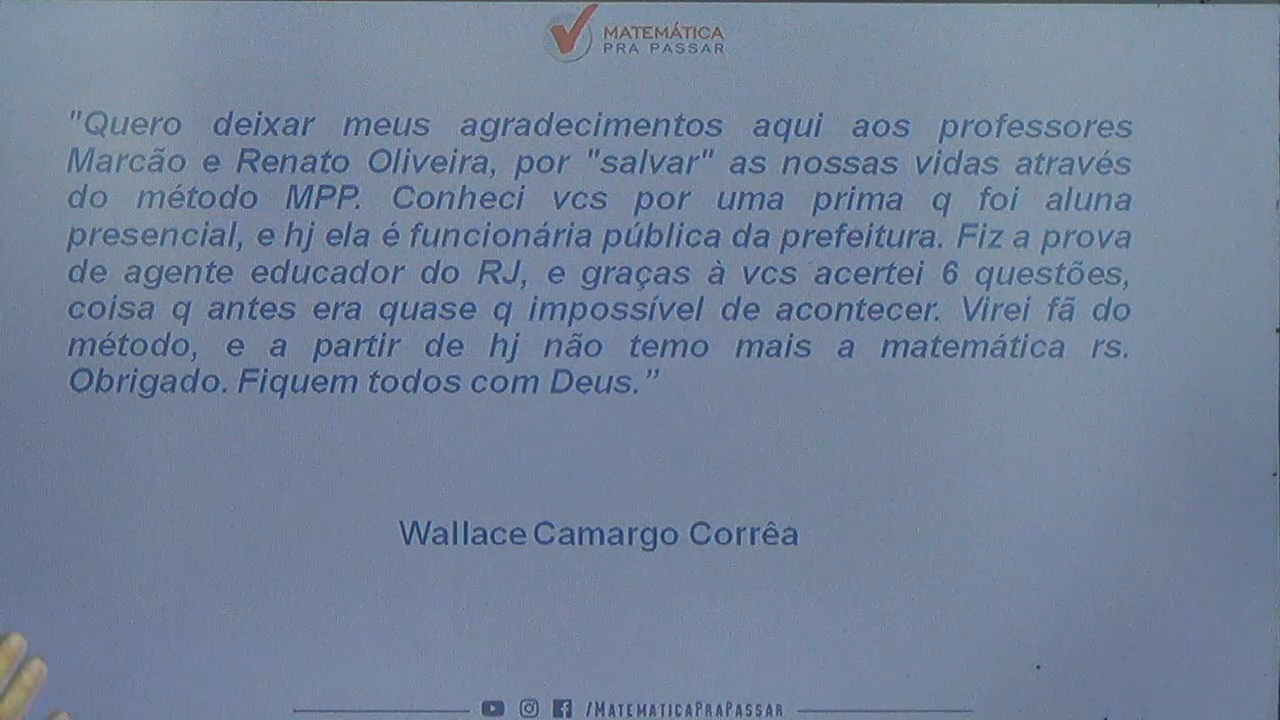 MATEMÁTICA
PRA PASSAR
"Quero deixar meus agradecimentos aqui aos professores
Marcão e Renato Oliveira, por "salvar" as nossas vidas através
do método MPP. Conheci vcs por uma prima q foi aluna
presencial, e hj ela é funcionária pública da prefeitura. Fiz a prova
de agente educador do RJ, e graças à vcs acertei 6 questões,
coisa q antes era quase q impossível de acontecer. Virei fã do
método, e a partir de hj não temo mais a matemática rs.
Obrigado. Fiquem todos com Deus.”
Wallace Camargo Corrêa
/MATEMATICAPRAPASSAR